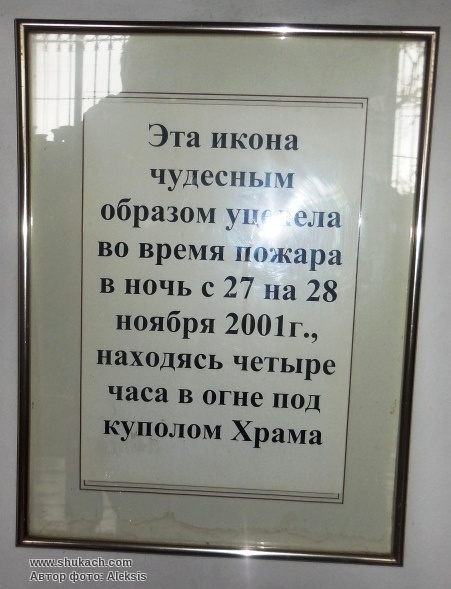 Эта икона
чудесным
образом уцелела
во время пожара
в ночь с 27 на 28
ноября 2001г.,
находясь четыре
часа в огне под
куполом Храма
www.shukach.com
Автор фото: Aleksis